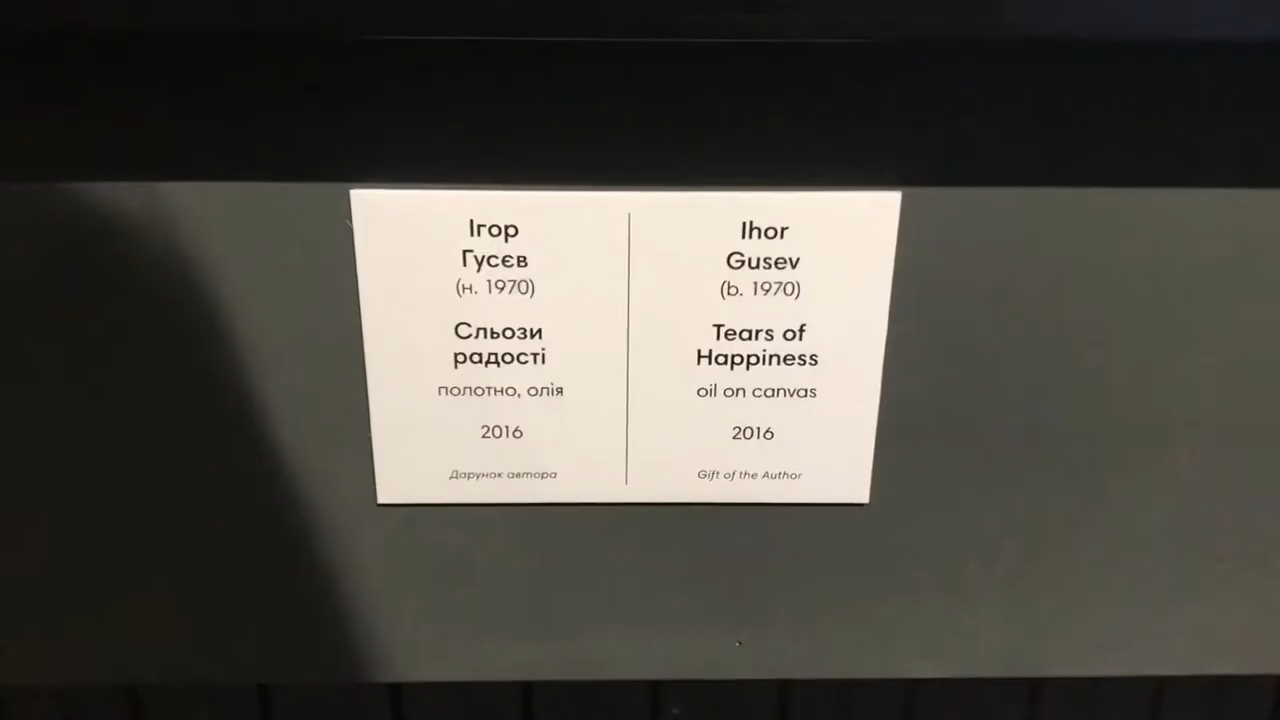 Ігор
Гусєв
(н. 1970)
Сльози
радості
полотно, олія
2016
Дарунок автора
Ihor
Gusev
(b. 1970)
Tears of
Happiness
oil on canvas
2016
Gift of the Author